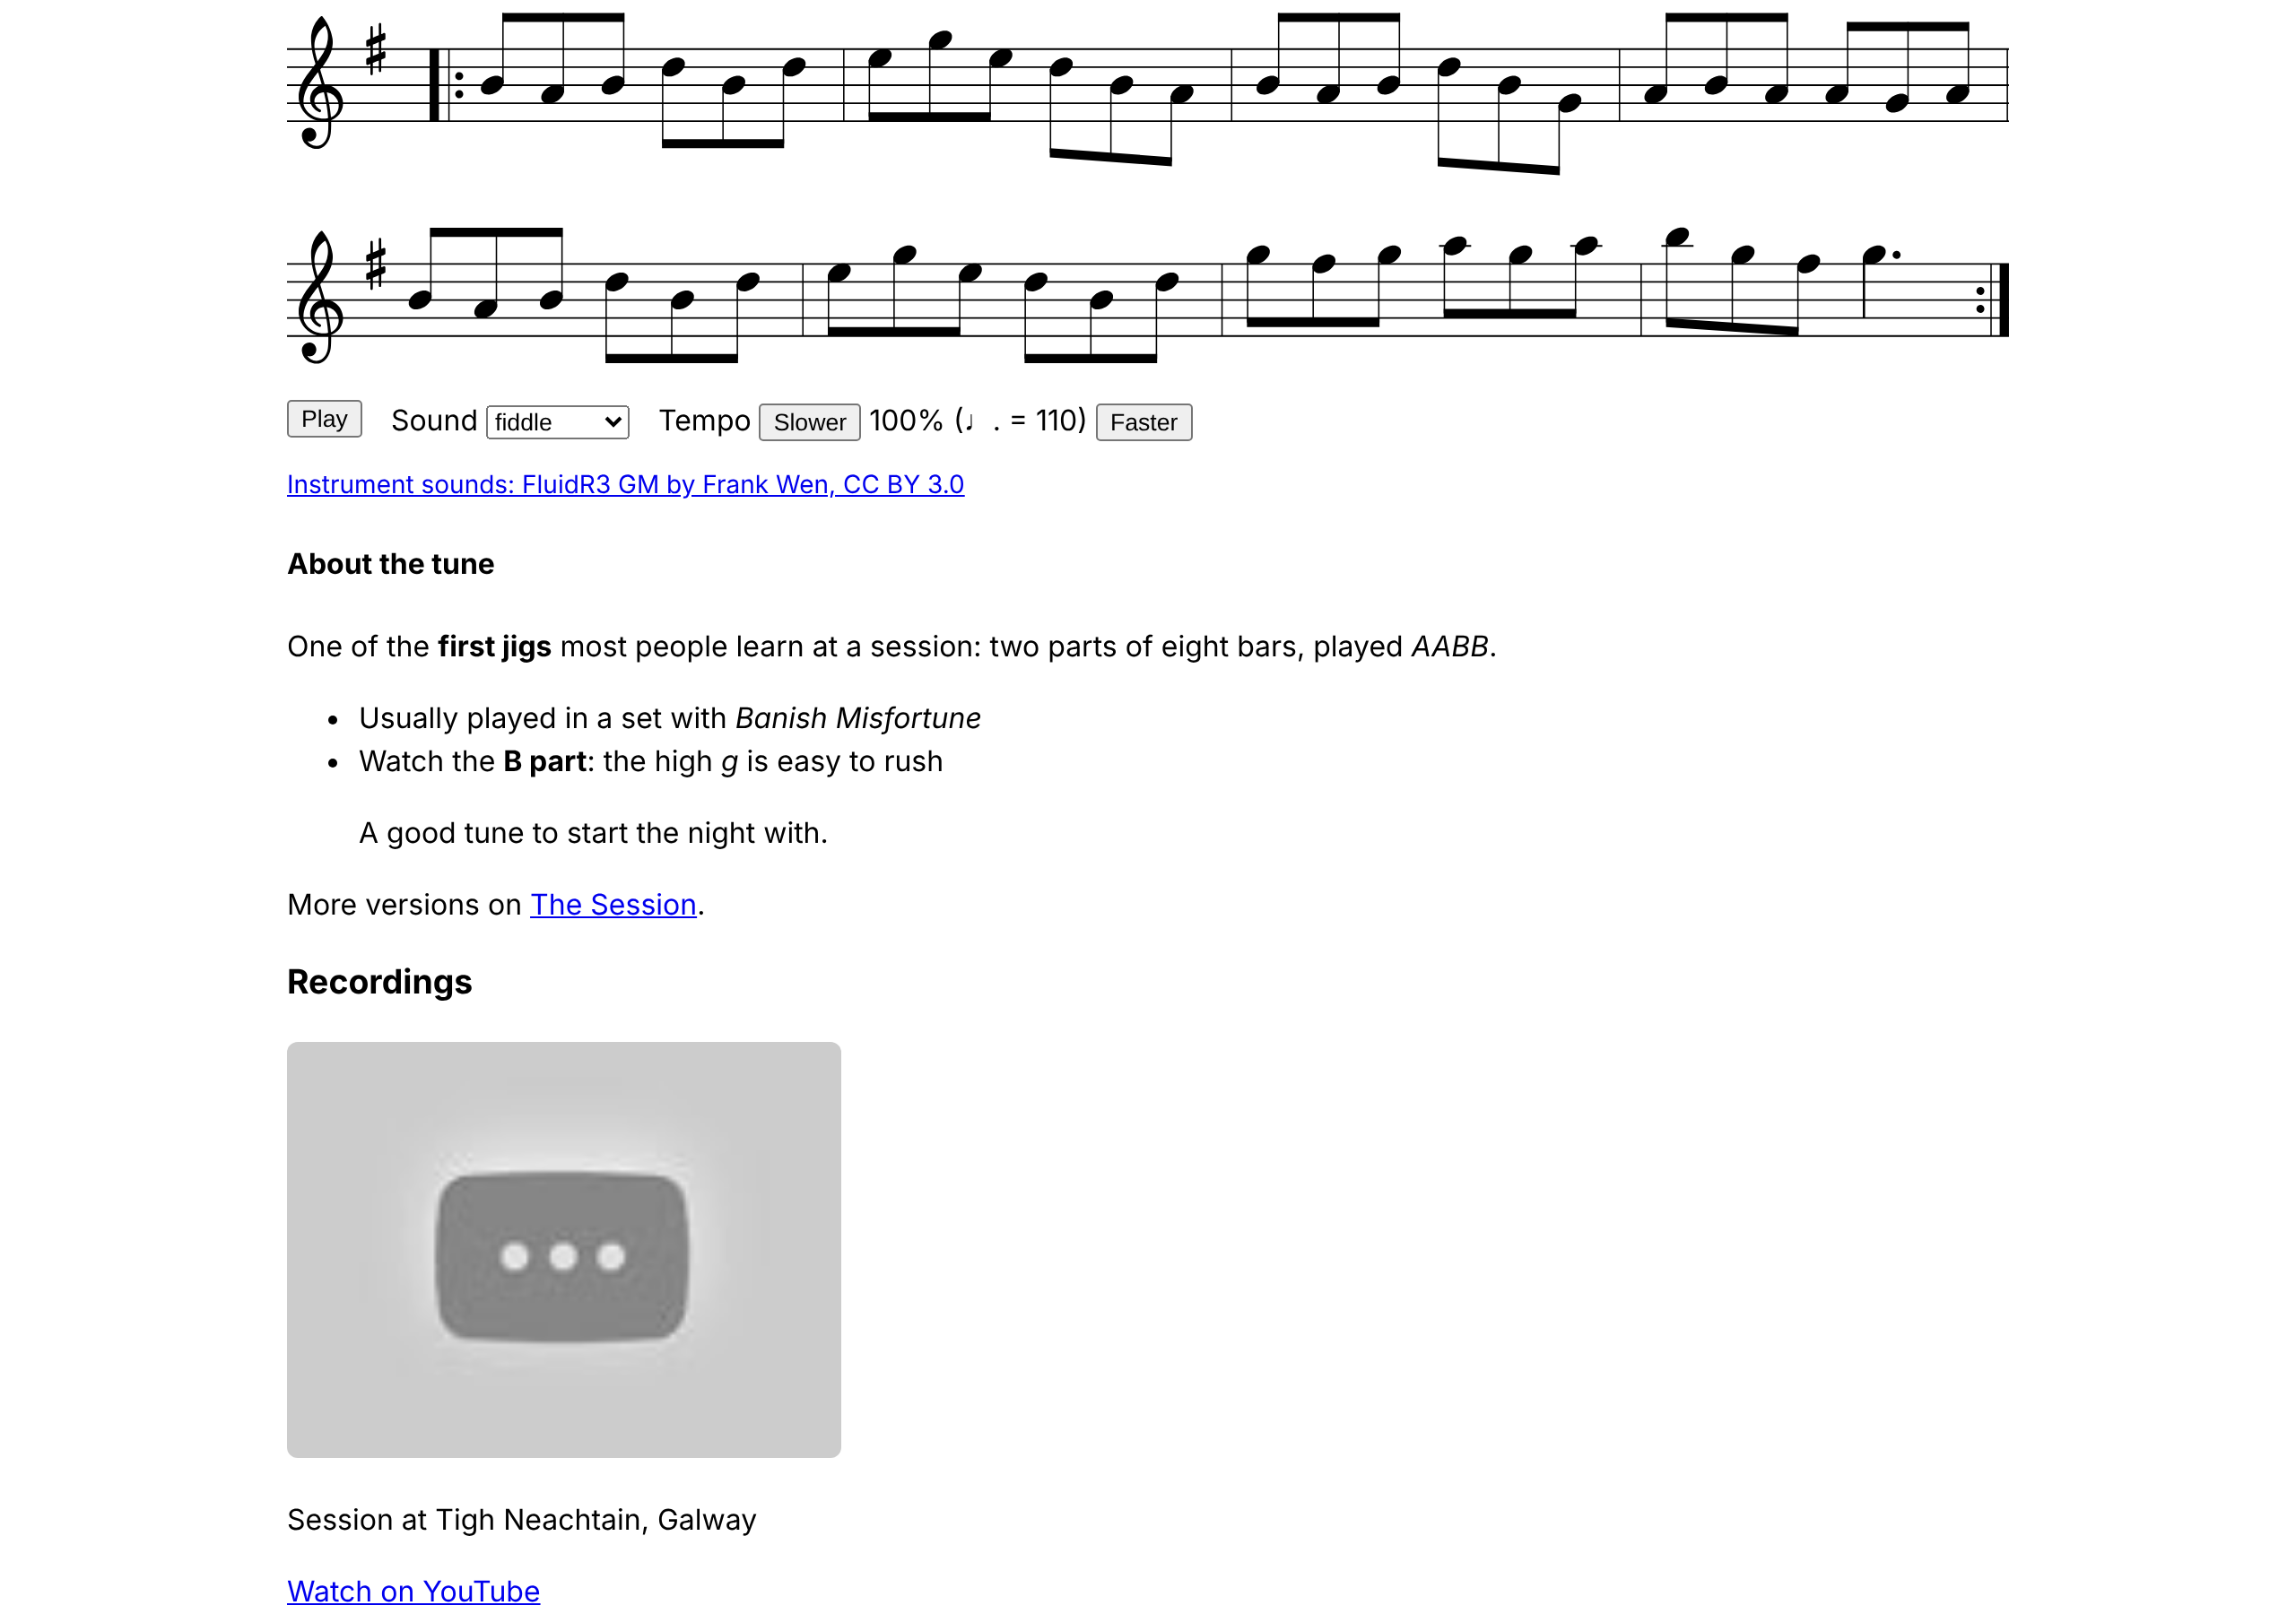 Play Sound fiddle Tempo Slower 100% (♩. = 110) Faster
Instrument sounds: FluidR3 GM by Frank Wen, CC BY 3.0
About the tune
One of the first jigs most people learn at a session: two parts of eight bars, played AABB.
• Usually played in a set with Banish Misfortune
• Watch the B part: the high g is easy to rush
A good tune to start the night with.
More versions on The Session.
Recordings
Session at Tigh Neachtain, Galway
Watch on YouTube